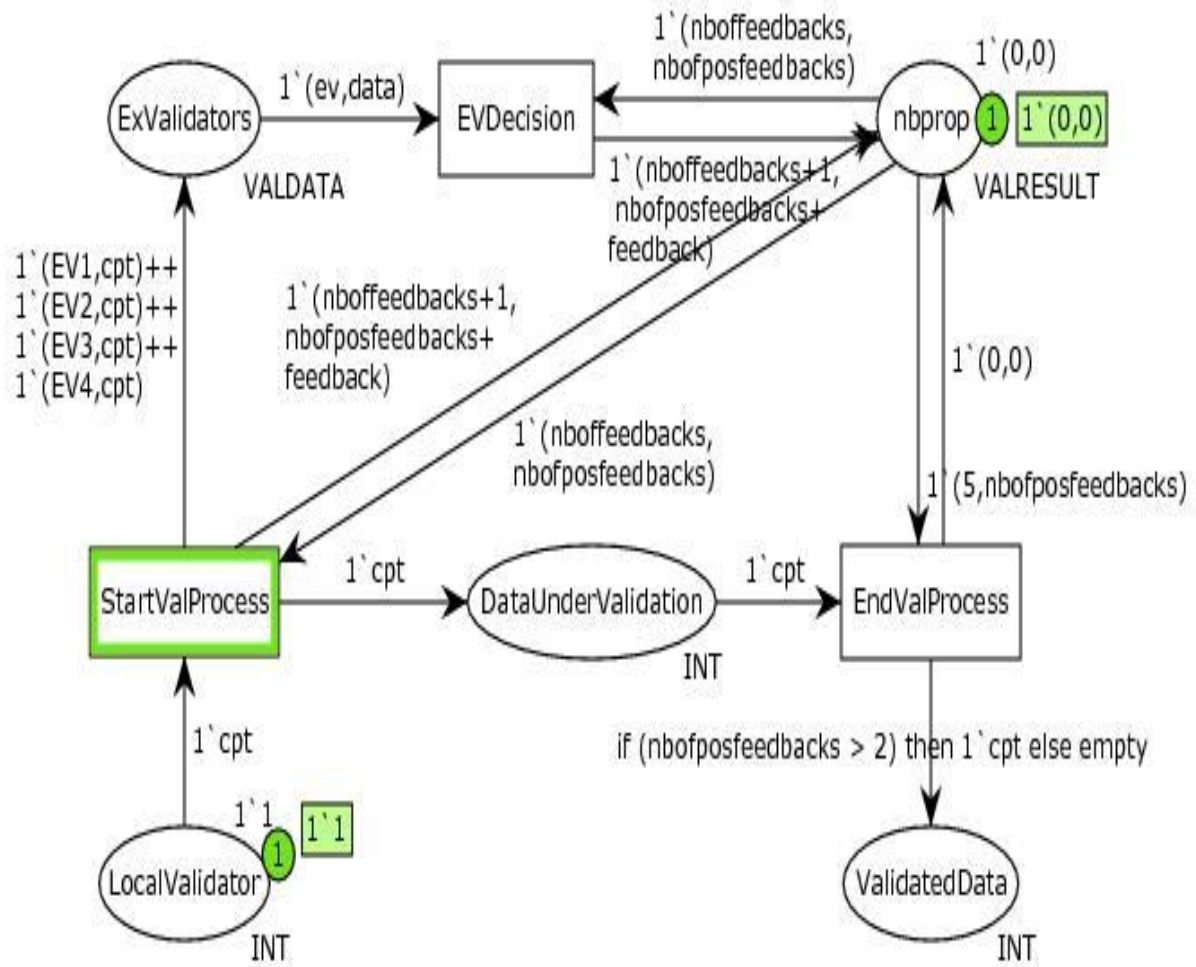 1`(nboffeedbacks,
nbofposfeedbacks)
1`(0,0)
ExValidators
1`(ev,data)
EVDecision
nbprop
1
1`(0,0)
VALDATA
1`(nboffeedbacks+1,
nbofposfeedbacks+
feedback)
VALRESULT
1`(EV1,cpt)++
1`(EV2,cpt)++
1`(EV3,cpt)++
1`(EV4,cpt)
1`(nboffeedbacks+1,
nbofposfeedbacks+
feedback)
1`(0,0)
1`(nboffeedbacks,
nbofposfeedbacks)
1`(5,nbofposfeedbacks)
StartValProcess
1`cpt
DataUnderValidation
1`cpt
EndValProcess
INT
1`cpt
if (nbofposfeedbacks > 2) then 1`cpt else empty
1`1
1
1`1
LocalValidator
ValidatedData
INT
INT